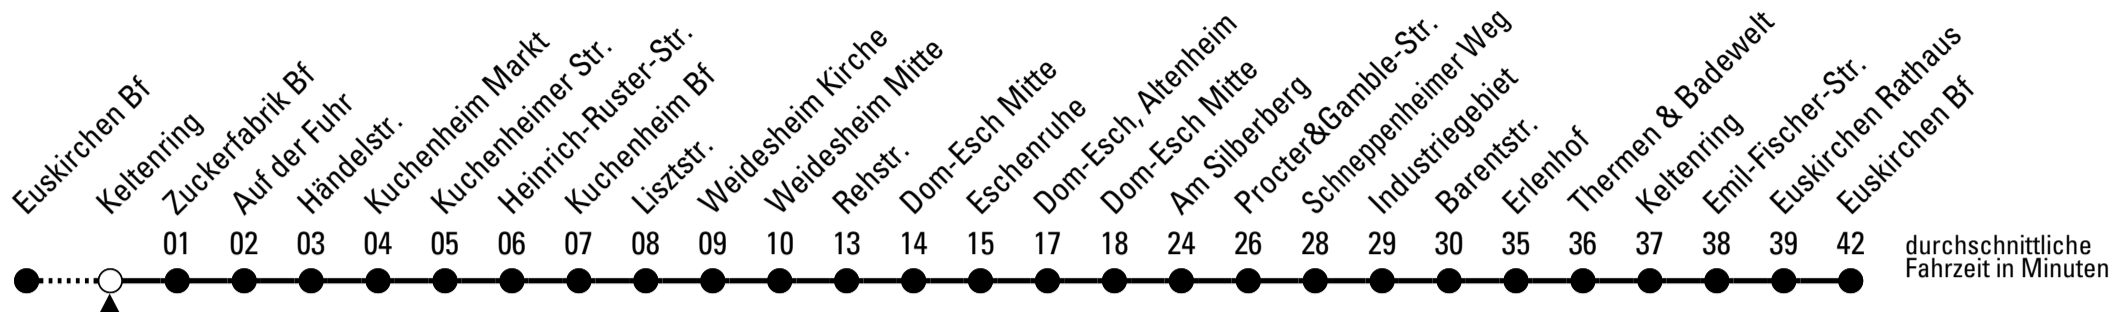 Euskirchen Bf
Keltenring
Zuckerfabrik Bf
Auf der Fuhr
Händelstr.
Kuchenheim Markt
Kuchenheimer Str.
Heinrich-Ruster-Str.
Kuchenheim Bf
Lisztstr.
Weidesheim Kirche
Weidesheim Mitte
Rehstr.
Dom-Esch Mitte
Eschenruhe
Dom-Esch, Altenheim
Dom-Esch Mitte
Am Silberberg
Procter&Gamble-Str.
Schneppenheimer Weg
Industriegebiet
Barentstr.
Erlenhof
Thermen & Badewelt
Keltenring
Emil-Fischer-Str.
Euskirchen Rathaus
Euskirchen Bf
01 02 03 04 05 06 07 08 09 10 13 14 15 17 18 24 26 28 29 30 35 36 37 38 39 42
durchschnittliche
Fahrzeit in Minuten